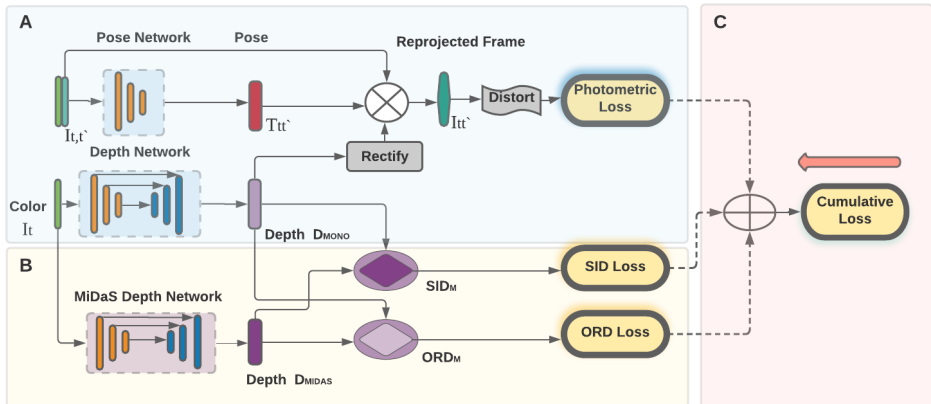 A
C
Pose Network
Pose
Reprojected Frame
Distort
Photometric
Loss
It,t`
Ttt`
Itt`
Rectify
Depth Network
Color
It
Cumulative
Loss
Depth DMONO
B
SID Loss
SIDM
MiDaS Depth Network
ORD Loss
ORDM
Depth DMIDAS